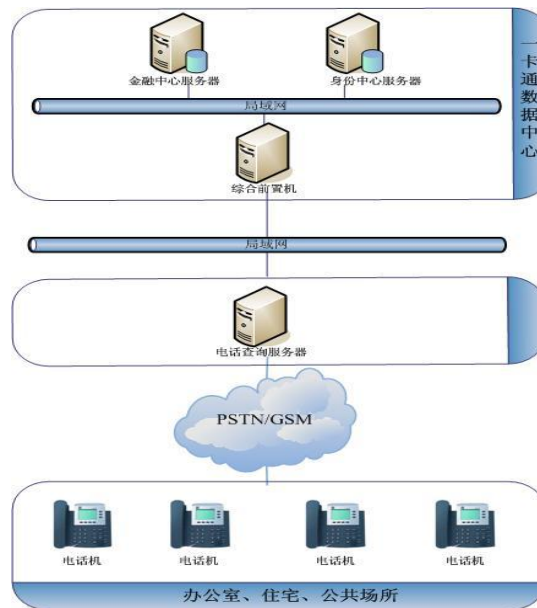 金融中心服务器
身份中心服务器
局域网
综合前置机
一卡通数据中心
局域网
电话查询服务器
PSTN/GSM
电话机
电话机
电话机
电话机
办公室、住宅、公共场所